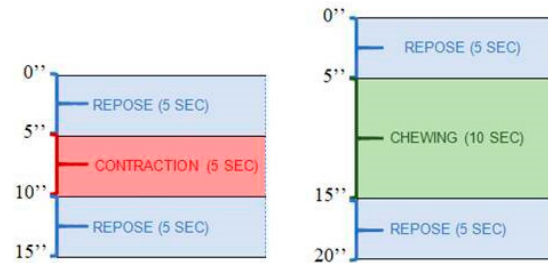 0’’
REPOSE (5 SEC)
5’’
CONTRACTION (5 SEC)
10’’
REPOSE (5 SEC)
15’’
0’’
REPOSE (5 SEC)
5’’
CHEWING (10 SEC)
15’’
REPOSE (5 SEC)
20’’